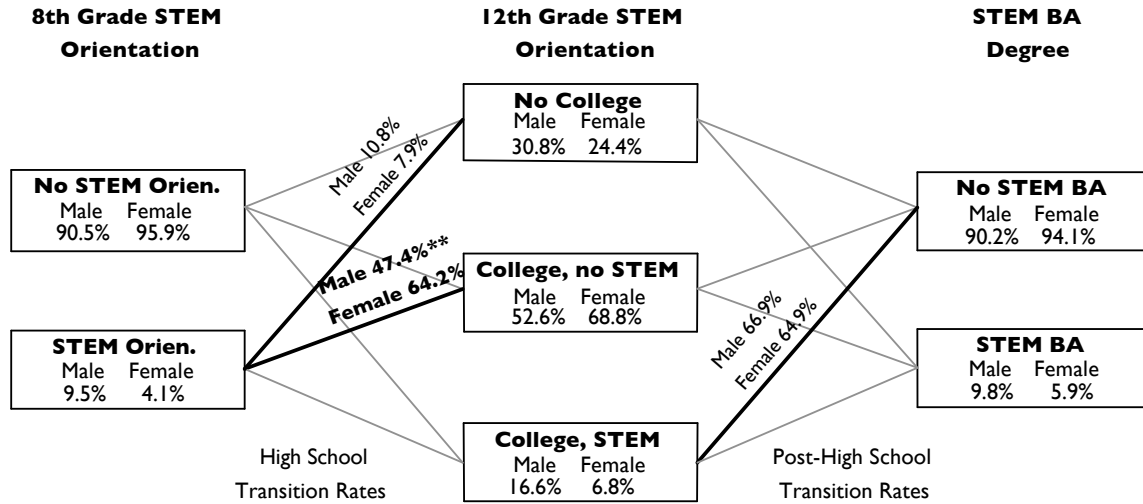 8th Grade STEM
Orientation
12th Grade STEM
Orientation
STEM BA
Degree
No STEM Orien.
Male Female
90.5% 95.9%
STEM Orien.
Male Female
9.5% 4.1%
Male 10.8%
Female 7.9%
Male 47.4%**
Female 64.2%
High School
Transition Rates
No College
Male Female
30.8% 24.4%
College, no STEM
Male Female
52.6% 68.8%
College, STEM
Male Female
16.6% 6.8%
Male 66.9%
Female 64.9%
Post-High School
Transition Rates
No STEM BA
Male Female
90.2% 94.1%
STEM BA
Male Female
9.8% 5.9%